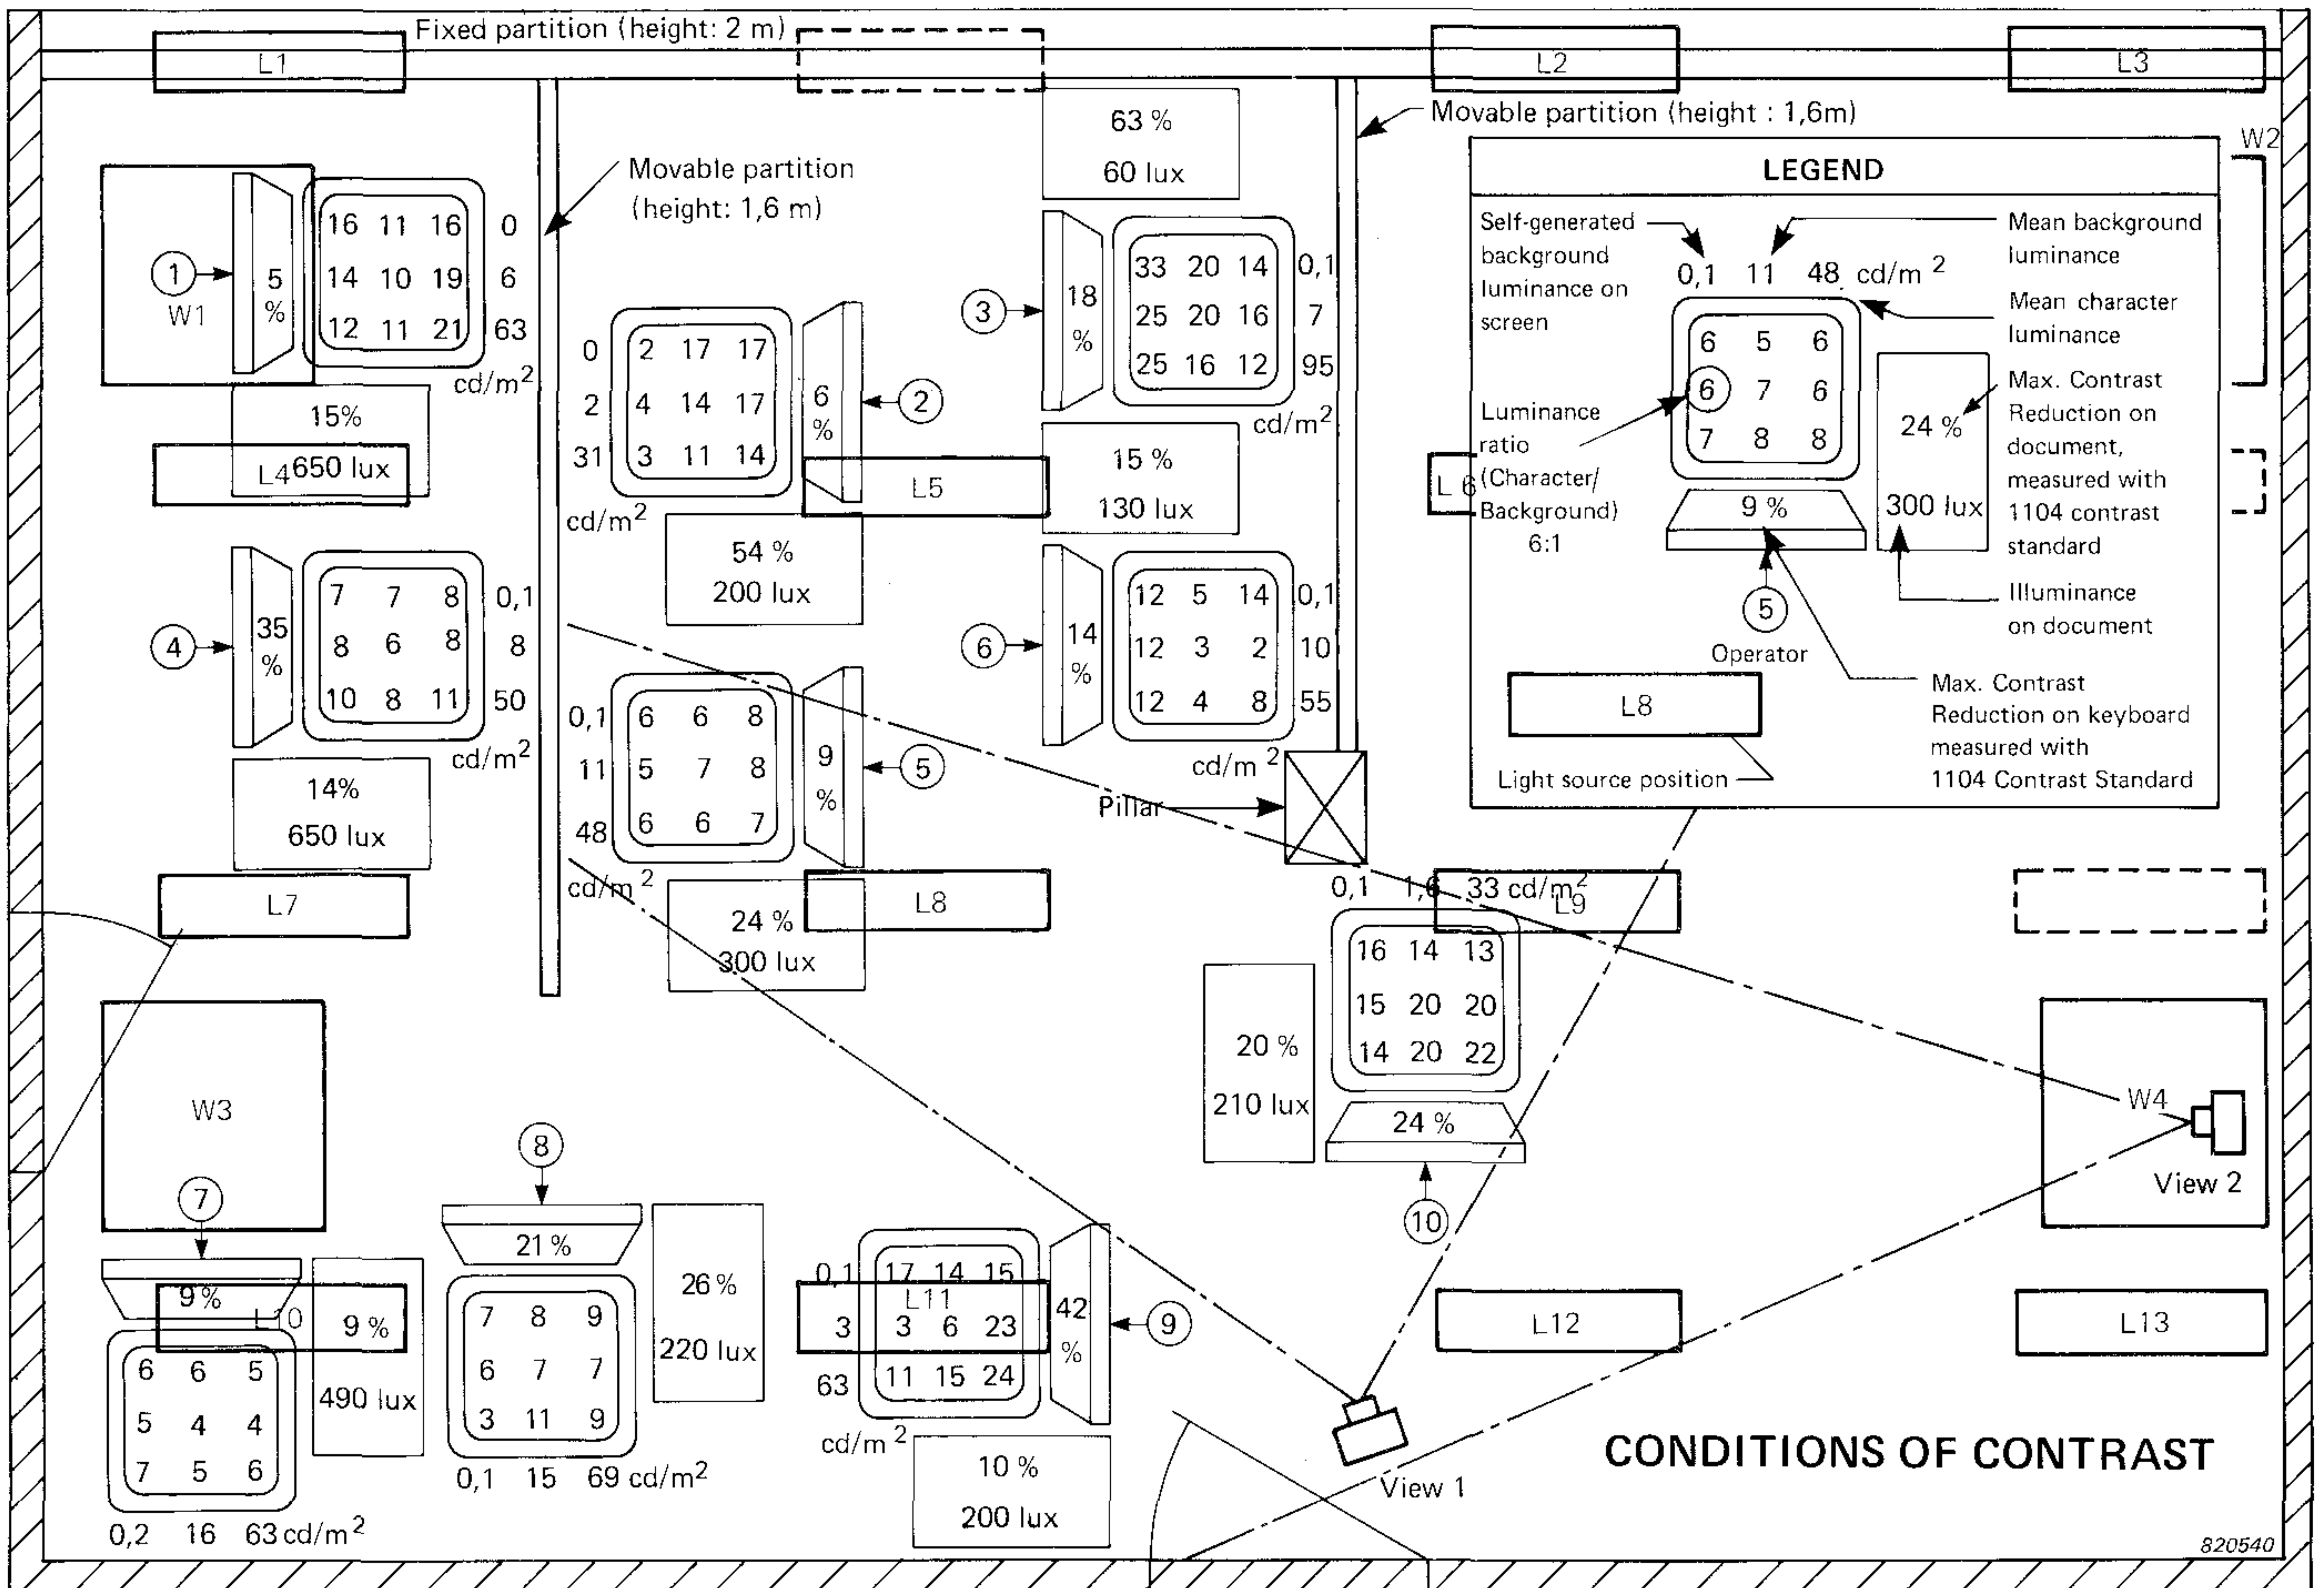 Fixed partition (height: 2 m)
L1
L2
L3
Movable partition (height : 1,6m)
W2
63 %
60 lux
Movable partition
(height: 1,6 m)
1
W1
5
%
16 11 16 0
14 10 19 6
12 11 21 63
cd/m²
15%
L4 650 lux
0 2 17 17
2 4 14 17
31 3 11 14
cd/m²
6
%
2
54 %
200 lux
3
18
%
33 20 14 0,1
25 20 16 7
25 16 12 95
cd/m²
L5
15 %
130 lux
4
35
%
7 7 8 0,1
8 6 8 8
10 8 11 50
cd/m²
14%
650 lux
L7
0,1 6 6 8
11 5 7 8
48 6 6 7
cd/m²
9
%
5
24 %
300 lux
L8
6
14
%
12 5 14 0,1
12 3 2 10
12 4 8 55
cd/m²
Pillar
LEGEND
Self-generated
background
luminance on
screen
0,1 11 48 cd/m²
Mean background
luminance
Mean character
luminance
6 5 6
6 7 6
7 8 8
L 6
Luminance
ratio
(Character/
Background)
6:1
24 %
300 lux
Max. Contrast
Reduction on
document,
measured with
1104 contrast
standard
9 %
5
Operator
Illuminance
on document
L8
Light source position
Max. Contrast
Reduction on keyboard
measured with
1104 Contrast Standard
0,1 1,6 33 cd/m²
L9
16 14 13
15 20 20
14 20 22
20 %
210 lux
24 %
10
W4
View 2
W3
7
9 %
L10
9 %
490 lux
6 6 5
5 4 4
7 5 6
0,2 16 63 cd/m²
8
21 %
7 8 9
6 7 7
3 11 9
0,1 15 69 cd/m²
26 %
220 lux
0,1 17 14 15
L11
3 3 6 23
63 11 15 24
cd/m²
42
%
9
10 %
200 lux
L12
L13
View 1
CONDITIONS OF CONTRAST
820540